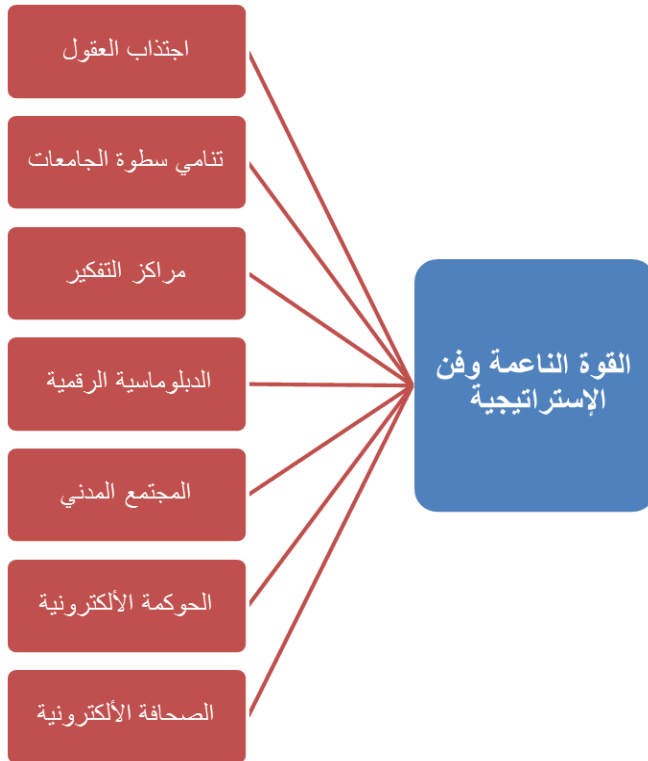 القوة الناعمة وفن
الإستراتيجية
اجتذاب العقول
تنامي سطوة الجامعات
مراكز التفكير
الدبلوماسية الرقمية
المجتمع المدني
الحوكمة الألكترونية
الصحافة الألكترونية